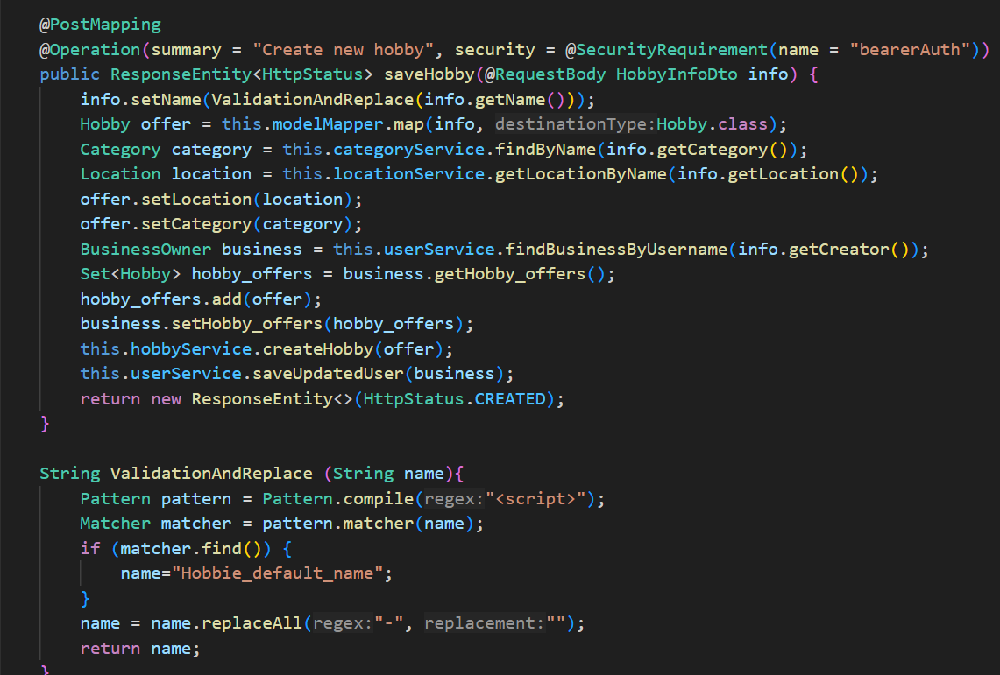 @PostMapping
@Operation(summary = "Create new hobby", security = @SecurityRequirement(name = "bearerAuth"))
public ResponseEntity<HttpStatus> saveHobby(@RequestBody HobbyInfoDto info) {
    info.setName(ValidationAndReplace(info.getName()));
    Hobby offer = this.modelMapper.map(info, destinationType:Hobby.class);
    Category category = this.categoryService.findByName(info.getCategory());
    Location location = this.locationService.getLocationByName(info.getLocation());
    offer.setLocation(location);
    offer.setCategory(category);
    BusinessOwner business = this.userService.findBusinessByUsername(info.getCreator());
    Set<Hobby> hobby_offers = business.getHobby_offers();
    hobby_offers.add(offer);
    business.setHobby_offers(hobby_offers);
    this.hobbyService.createHobby(offer);
    this.userService.saveUpdatedUser(business);
    return new ResponseEntity<>(HttpStatus.CREATED);
}
String ValidationAndReplace (String name){
    Pattern pattern = Pattern.compile(regex:"<script>");
    Matcher matcher = pattern.matcher(name);
    if (matcher.find()) {
        name="Hobbie_default_name";
    }
    name = name.replaceAll(regex:"-", replacement:"");
    return name;
}